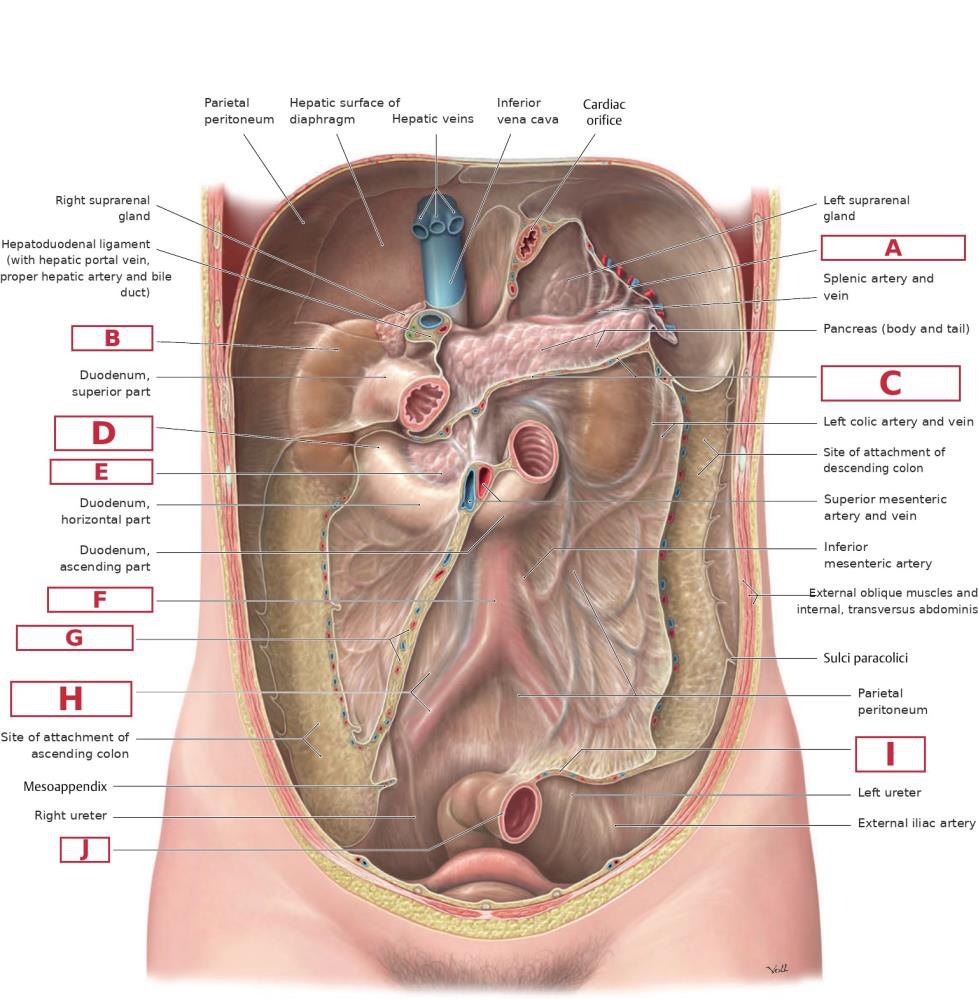 Parietal
peritoneum
Hepatic surface of
diaphragm
Hepatic veins
Inferior
vena cava
Cardiac
orifice
Right suprarenal
gland
Hepatoduodenal ligament
(with hepatic portal vein,
proper hepatic artery and bile
duct)
B
Duodenum,
superior part
D
E
Duodenum,
horizontal part
Duodenum,
ascending part
F
G
H
Site of attachment of
ascending colon
Mesoappendix
Right ureter
J
Left suprarenal
gland
A
Splenic artery and
vein
Pancreas (body and tail)
C
Left colic artery and vein
Site of attachment of
descending colon
Superior mesenteric
artery and vein
Inferior
mesenteric artery
External oblique muscles and
internal, transversus abdominis
Sulci paracolici
Parietal
peritoneum
I
Left ureter
External iliac artery
Voll